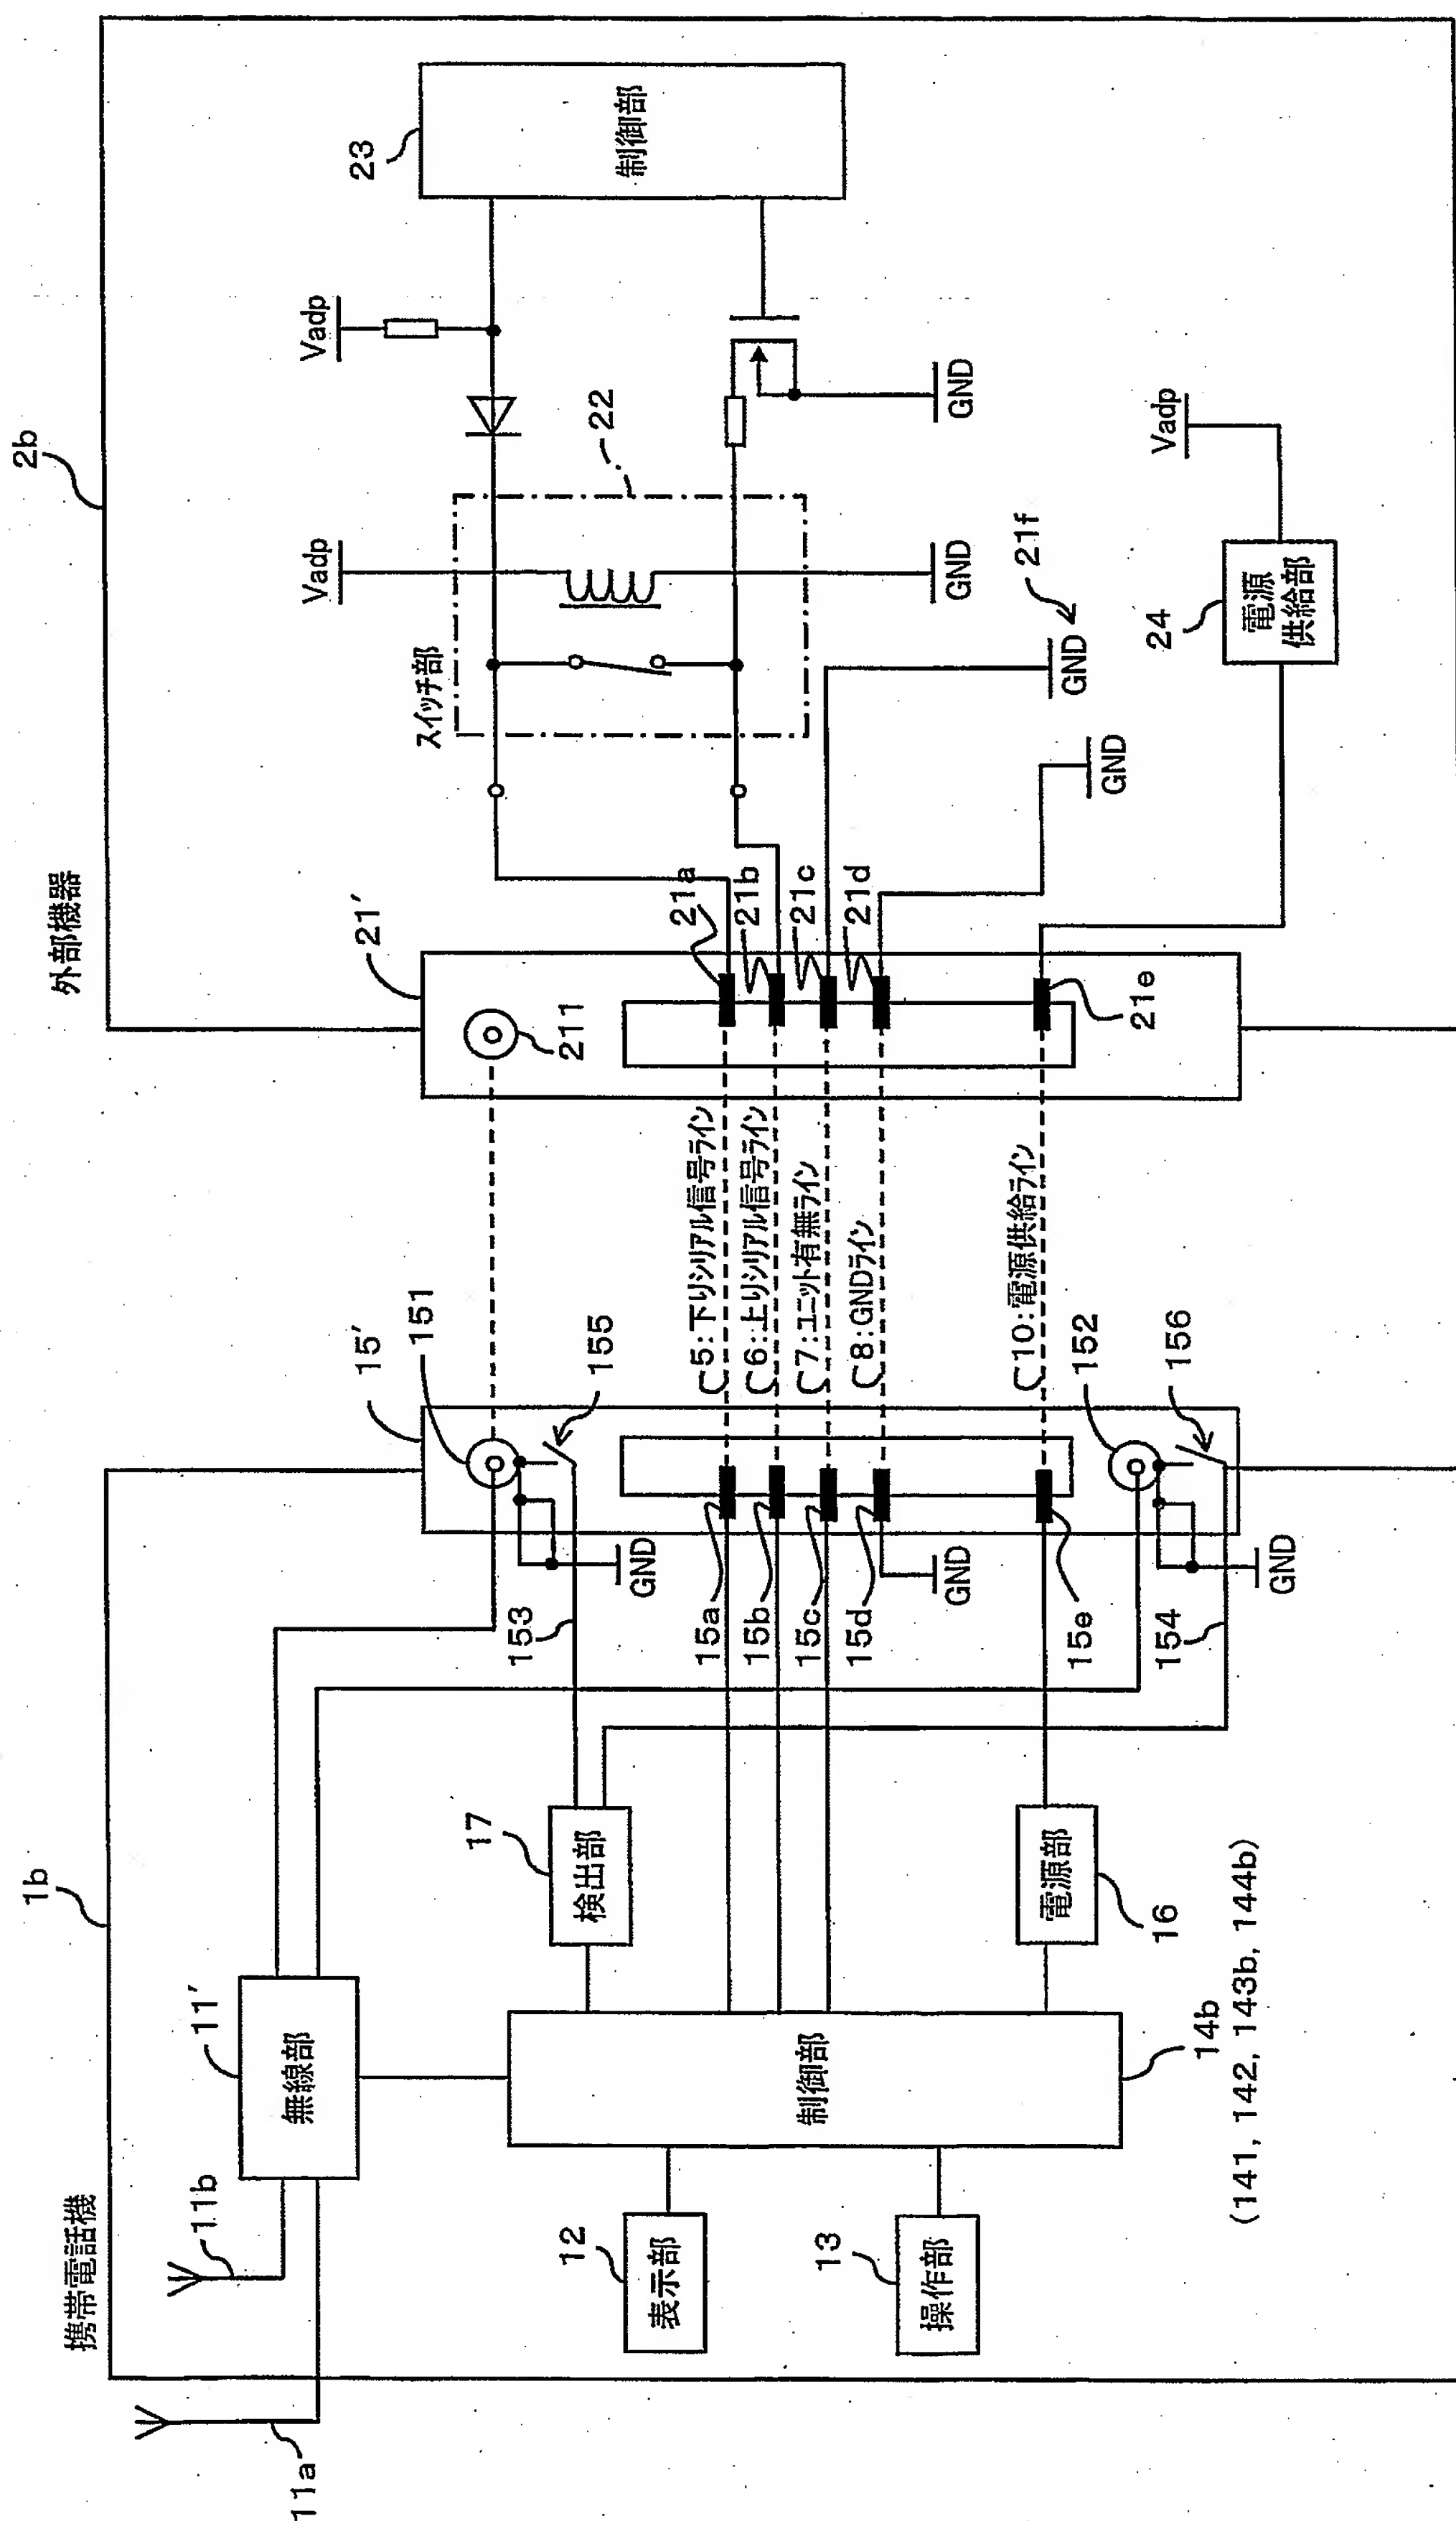 携帯電話機
1b
11a
11b
11′
無線部
12
表示部
13
操作部
制御部
14b
(141, 142, 143b, 144b)
17
検出部
電源部
16
153
154
15′
151
155
GND
15a
15b
15c
15d
GND
15e
152
156
GND
5:下りシリアル信号ライン
6:上りシリアル信号ライン
7:ユニット有無ライン
8:GNDライン
10:電源供給ライン
外部機器
2b
21′
211
21a
21b
21c
21d
21e
GND
GND
21f
スイッチ部
22
Vadp
GND
Vadp
GND
23
制御部
24
電源
供給部
Vadp